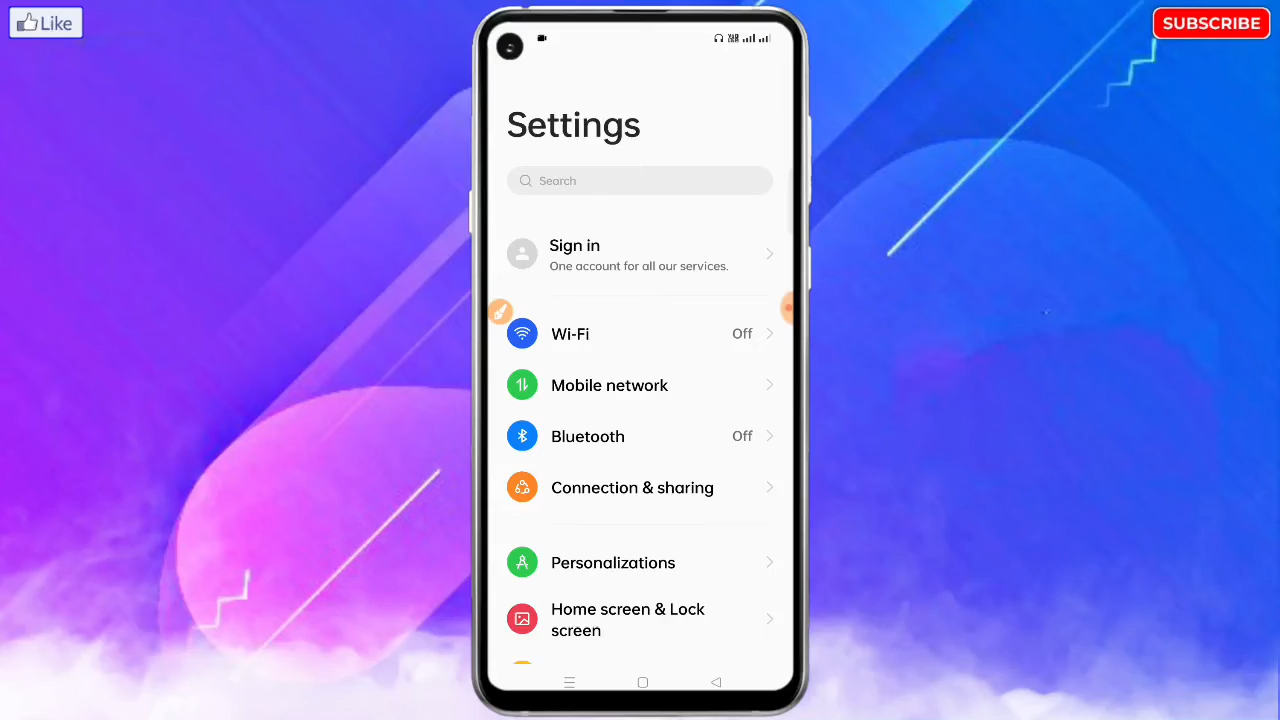 Like
SUBSCRIBE
Settings
Search
Sign in
One account for all our services.
Wi-Fi
Off
Mobile network
Bluetooth
Off
Connection & sharing
Personalizations
Home screen & Lock
screen